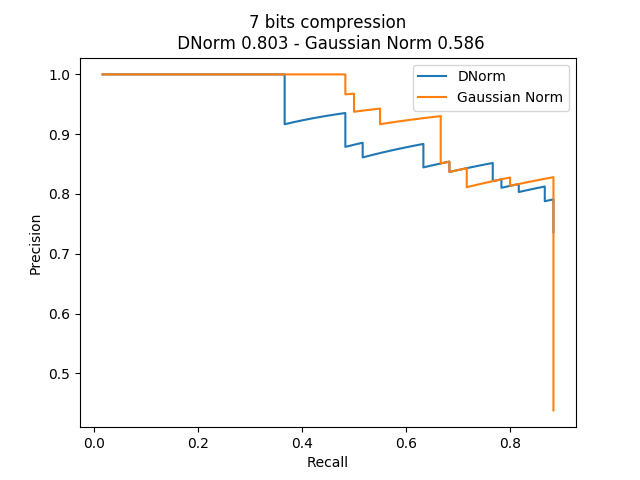 7 bits compression
DNorm 0.803 - Gaussian Norm 0.586
DNorm
Gaussian Norm
1.0
0.9
0.8
0.7
0.6
0.5
Precision
0.0
0.2
0.4
0.6
0.8
Recall